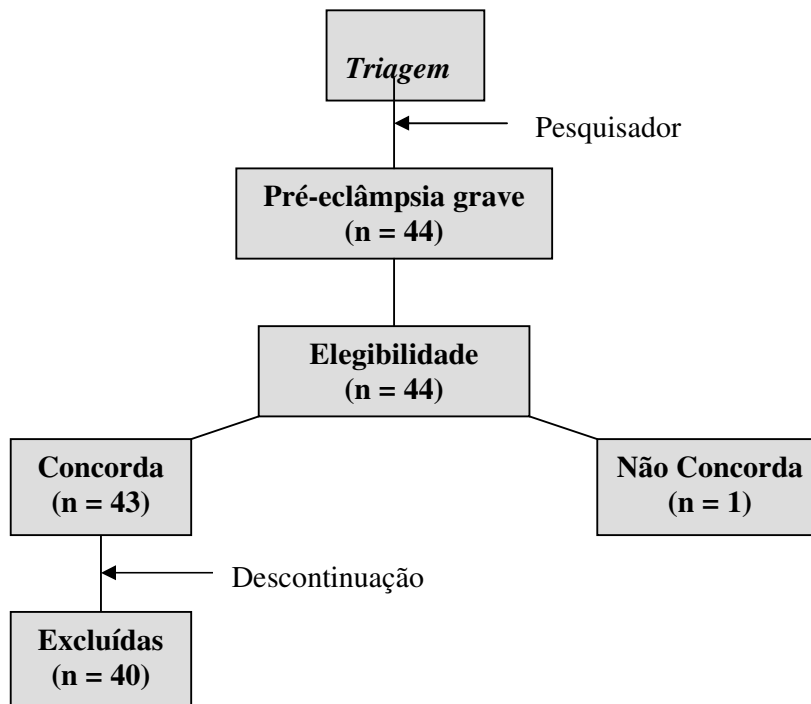 Triagem
Pesquisador
Pré-eclâmpsia grave
(n = 44)
Elegibilidade
(n = 44)
Concorda
(n = 43)
Não Concorda
(n = 1)
Descontinuação
Excluídas
(n = 40)